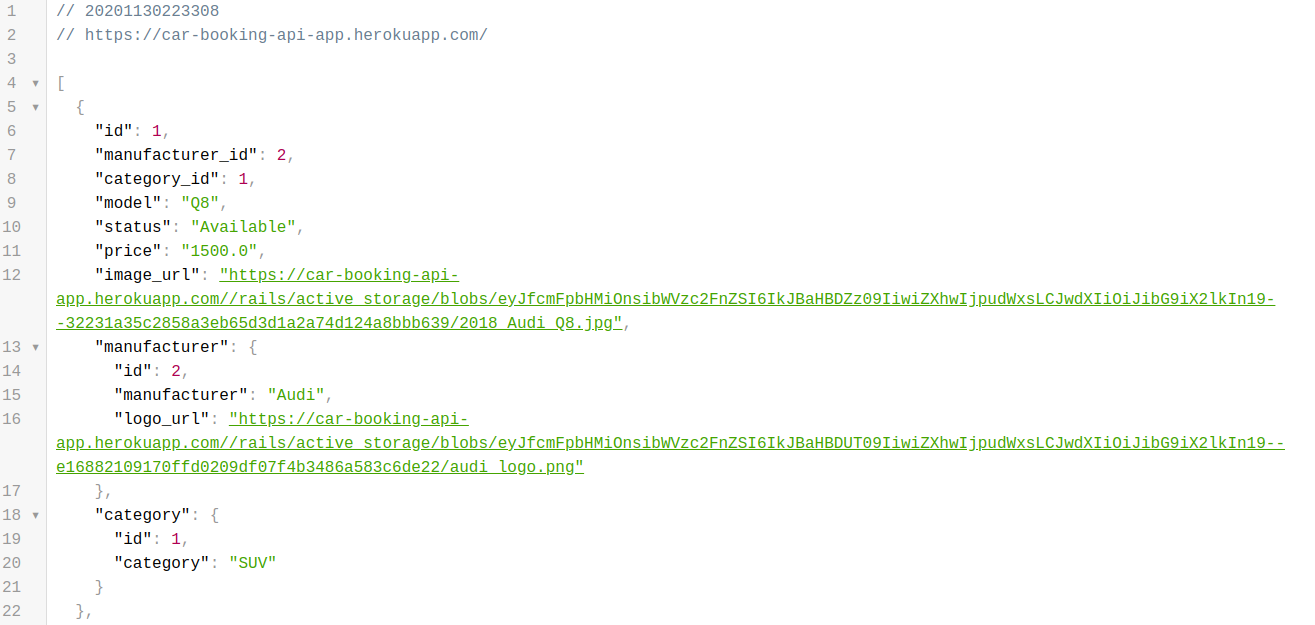 1 // 20201130223308
2 // https://car-booking-api-app.herokuapp.com/
3
4 ▼ [
5 ▼ {
6 "id": 1,
7 "manufacturer_id": 2,
8 "category_id": 1,
9 "model": "Q8",
10 "status": "Available",
11 "price": "1500.0",
12 "image_url": "https://car-booking-api-
app.herokuapp.com//rails/active_storage/blobs/eyJfcmFpbHMiOnsibWVzc2FnZSI6IkJBaHBDZz09IiwiZXhwIjpudWxsLCJwdXIiOiJibG9iX2lkIn19-
-32231a35c2858a3eb65d3d1a2a74d124a8bbb639/2018_Audi_Q8.jpg",
13 ▼ "manufacturer": {
14 "id": 2,
15 "manufacturer": "Audi",
16 "logo_url": "https://car-booking-api-
app.herokuapp.com//rails/active_storage/blobs/eyJfcmFpbHMiOnsibWVzc2FnZSI6IkJBaHBDUT09IiwiZXhwIjpudWxsLCJwdXIiOiJibG9iX2lkIn19--
e16882109170ffd0209df07f4b3486a583c6de22/audi_logo.png"
17 },
18 ▼ "category": {
19 "id": 1,
20 "category": "SUV"
21 }
22 },